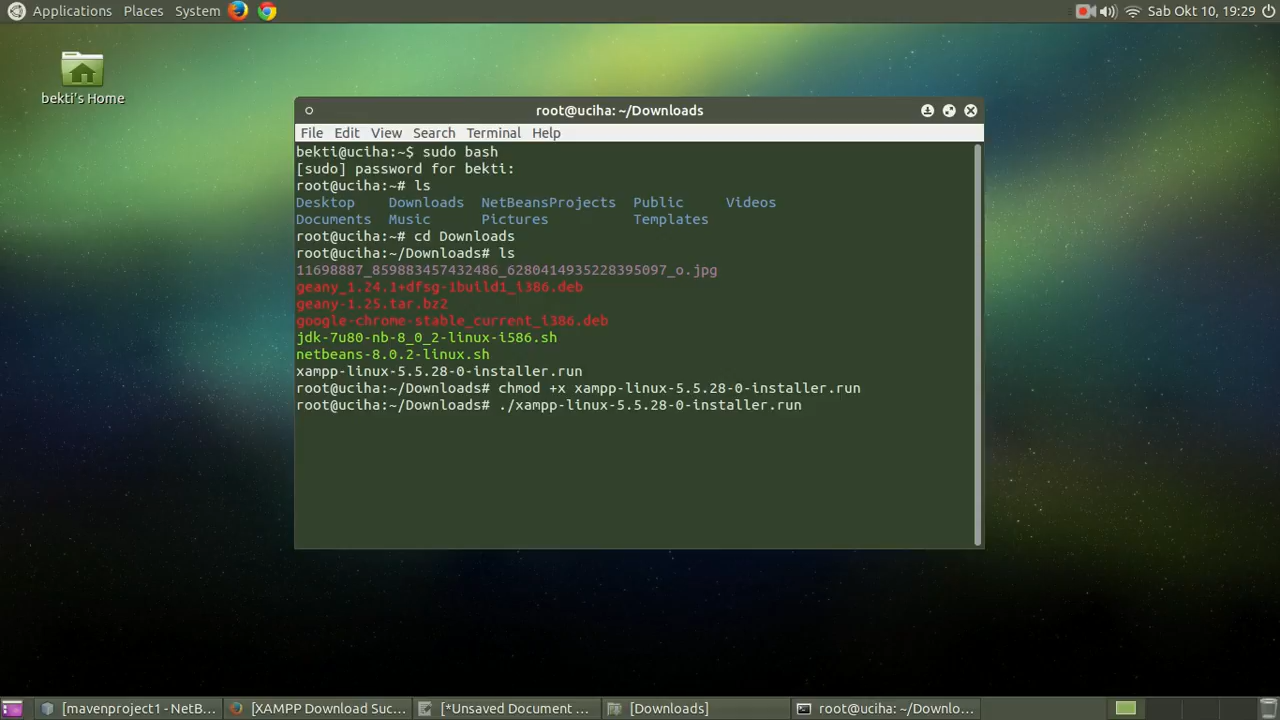 Applications Places System Sab Okt 10, 19:29
bekti's Home
root@uciha: ~/Downloads
File Edit View Search Terminal Help
bekti@uciha:~$ sudo bash
[sudo] password for bekti:
root@uciha:~# ls
Desktop Downloads NetBeansProjects Public Videos
Documents Music Pictures Templates
root@uciha:~# cd Downloads
root@uciha:~/Downloads# ls
11698887_859883457432486_6280414935228395097_o.jpg
geany_1.24.1+dfsg-1build1_i386.deb
geany-1.25.tar.bz2
google-chrome-stable_current_i386.deb
jdk-7u80-nb-8_0_2-linux-i586.sh
netbeans-8.0.2-linux.sh
xampp-linux-5.5.28-0-installer.run
root@uciha:~/Downloads# chmod +x xampp-linux-5.5.28-0-installer.run
root@uciha:~/Downloads# ./xampp-linux-5.5.28-0-installer.run
[mavenproject1 - NetB... [XAMPP Download Suc... [*Unsaved Document ... [Downloads] root@uciha: ~/Downlo...